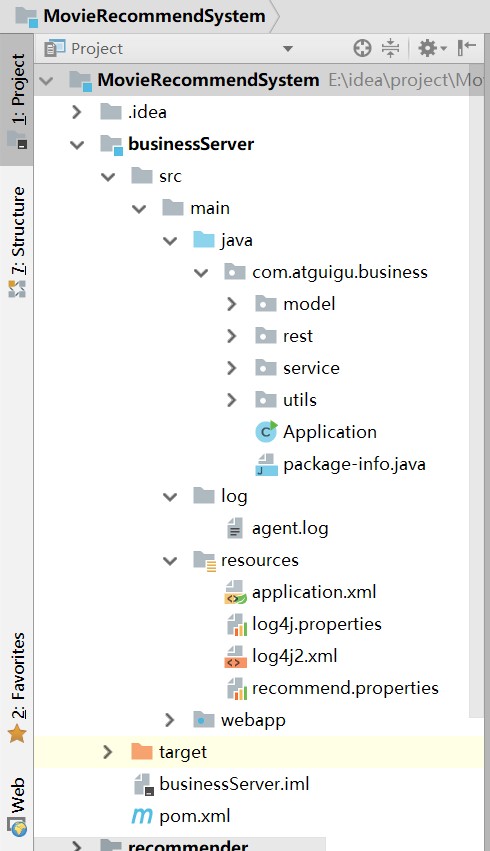 MovieRecommendSystem
Project
MovieRecommendSystem E:\idea\project\Mo
.idea
businessServer
src
main
java
com.atguigu.business
model
rest
service
utils
Application
package-info.java
log
agent.log
resources
application.xml
log4j.properties
log4j2.xml
recommend.properties
webapp
target
businessServer.iml
pom.xml
recommender
1: Project
7: Structure
2: Favorites
Web